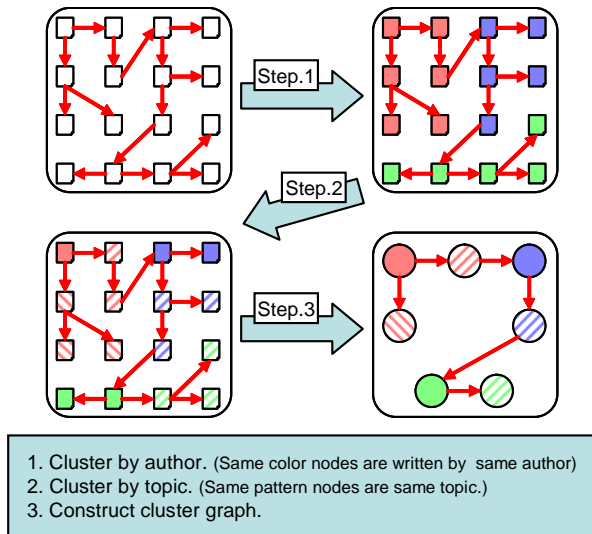 Step.1
Step.2
Step.3
1. Cluster by author. (Same color nodes are written by same author)
2. Cluster by topic. (Same pattern nodes are same topic.)
3. Construct cluster graph.